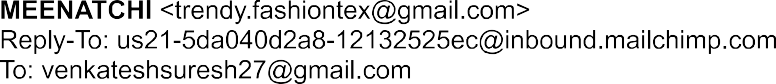 MEENATCHI <trendy.fashiontex@gmail.com>
Reply-To: us21-5da040d2a8-12132525ec@inbound.mailchimp.com
To: venkateshsuresh27@gmail.com